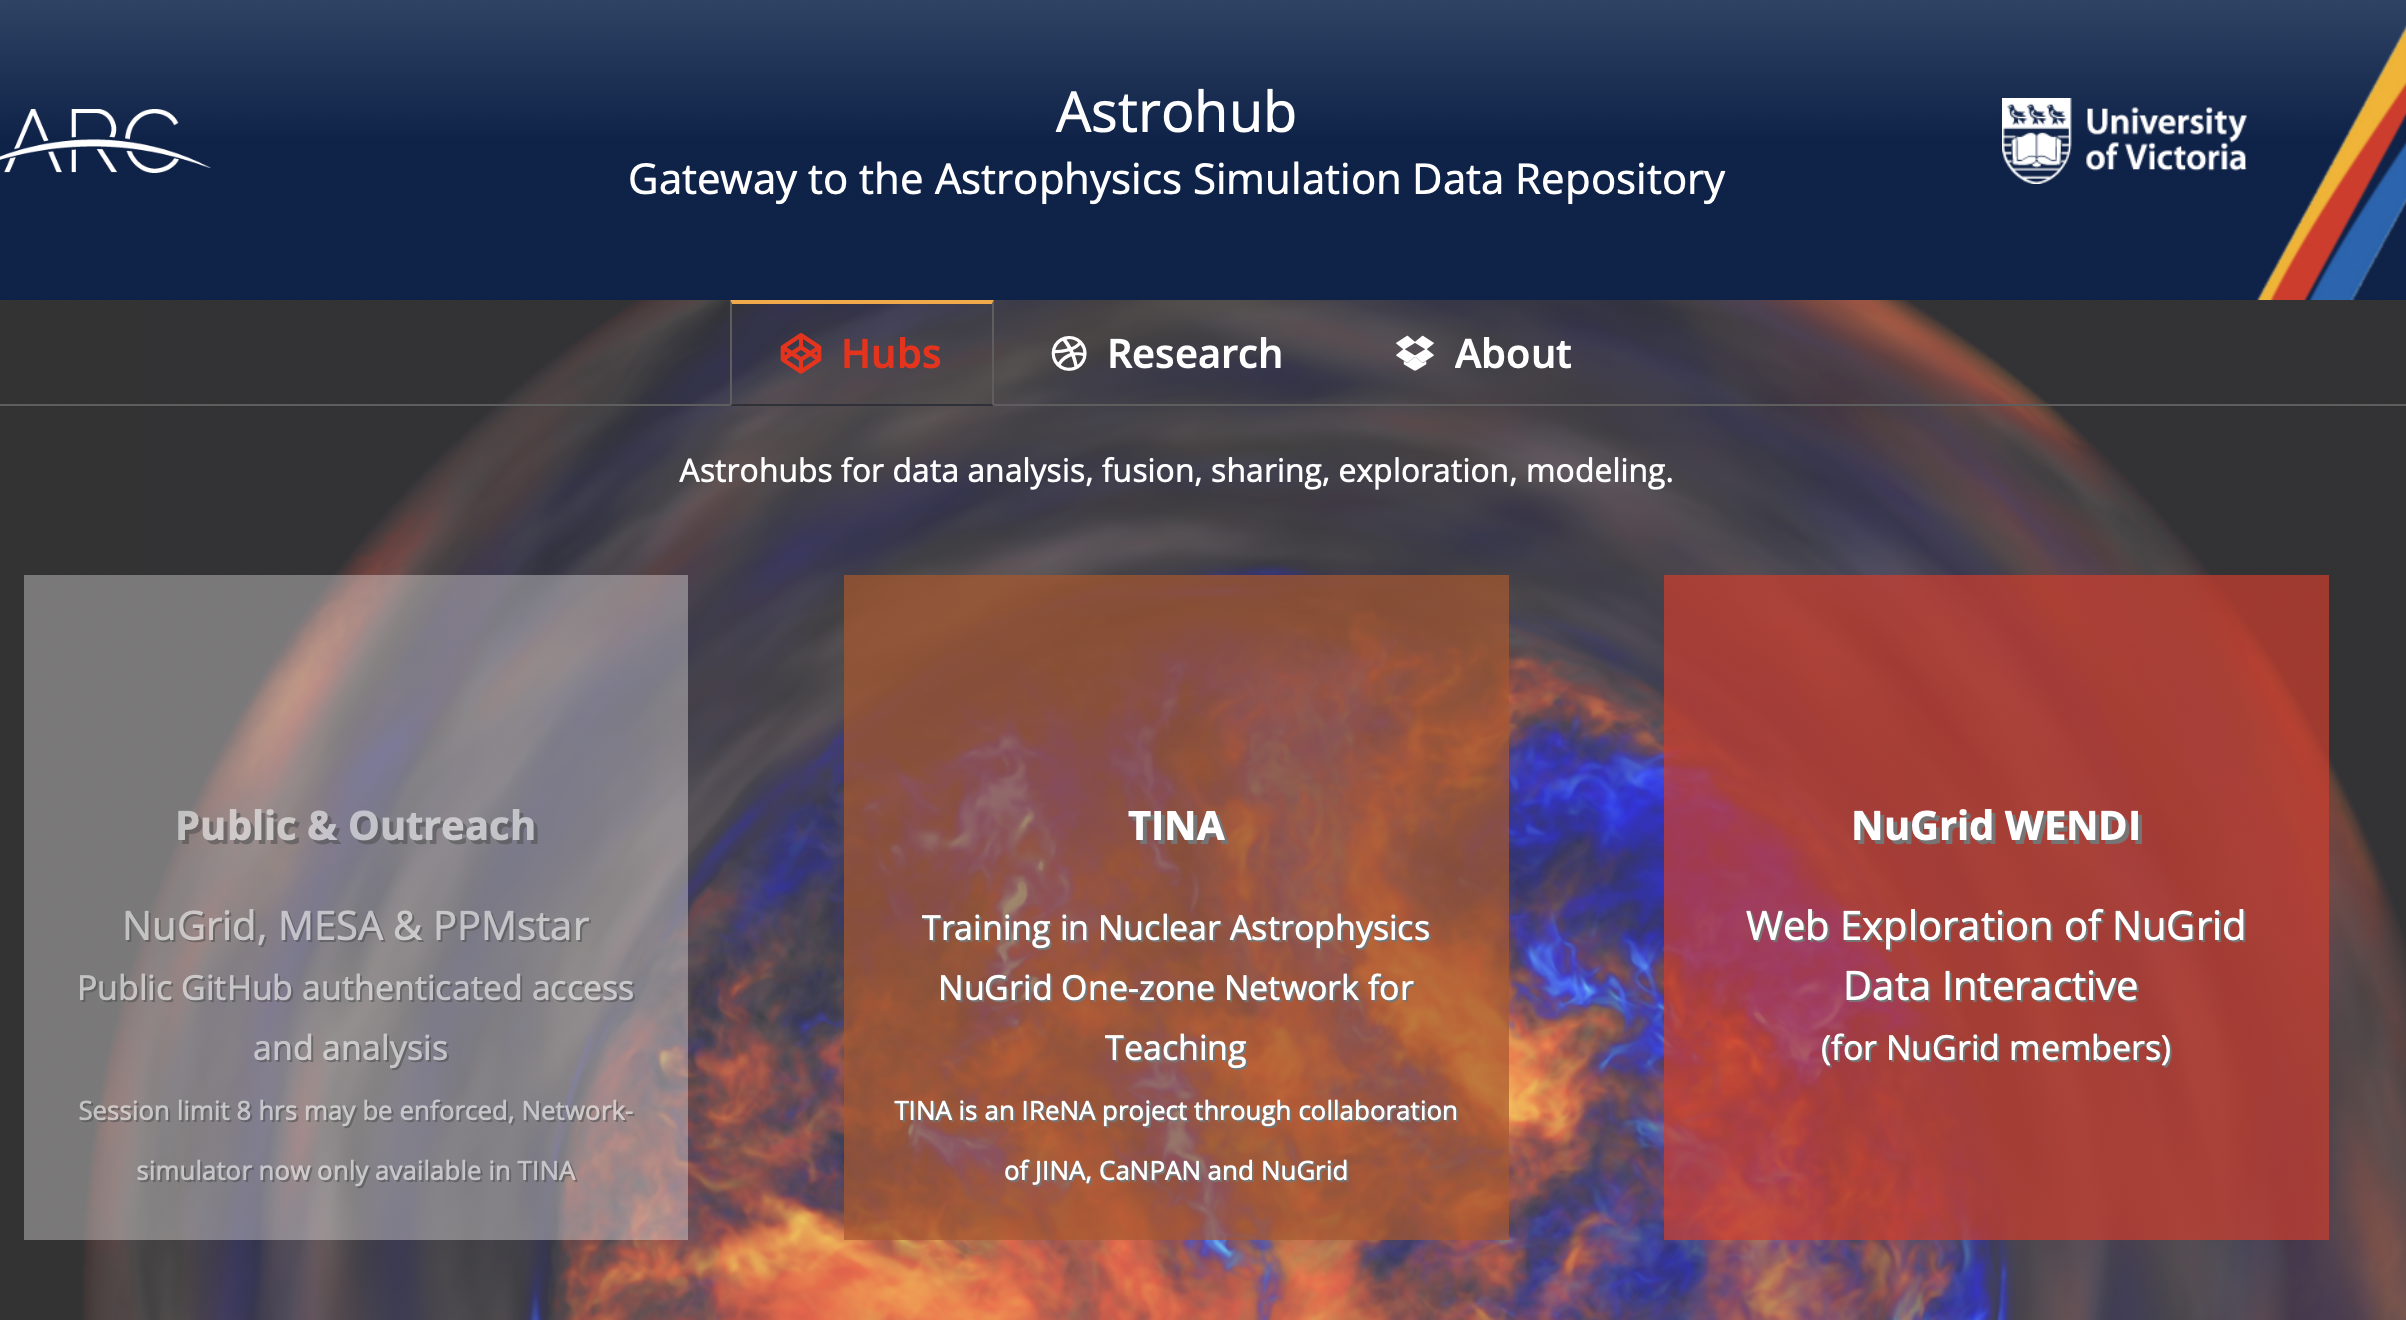 ARC
Astrohub
Gateway to the Astrophysics Simulation Data Repository
University
of Victoria
Hubs
Research
About
Astrohubs for data analysis, fusion, sharing, exploration, modeling.
Public & Outreach
NuGrid, MESA & PPMstar
Public GitHub authenticated access
and analysis
Session limit 8 hrs may be enforced, Network-
simulator now only available in TINA
TINA
Training in Nuclear Astrophysics
NuGrid One-zone Network for
Teaching
TINA is an IReNA project through collaboration
of JINA, CaNPAN and NuGrid
NuGrid WENDI
Web Exploration of NuGrid
Data Interactive
(for NuGrid members)